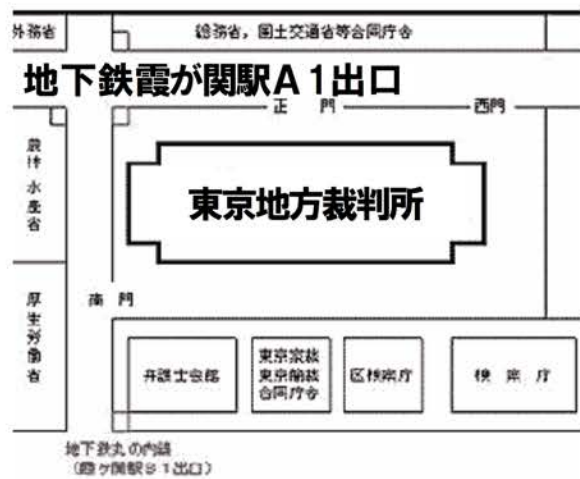 外務省
総務省，国土交通省等合同庁舎
地下鉄霞が関駅A1出口
正　門
西門
農林水産省
東京地方裁判所
厚生労働省
南　門
弁護士会館
東京家裁
東京簡裁
合同庁舎
区検察庁
検　察　庁
地下鉄丸の内線
（霞ヶ関駅B1出口）